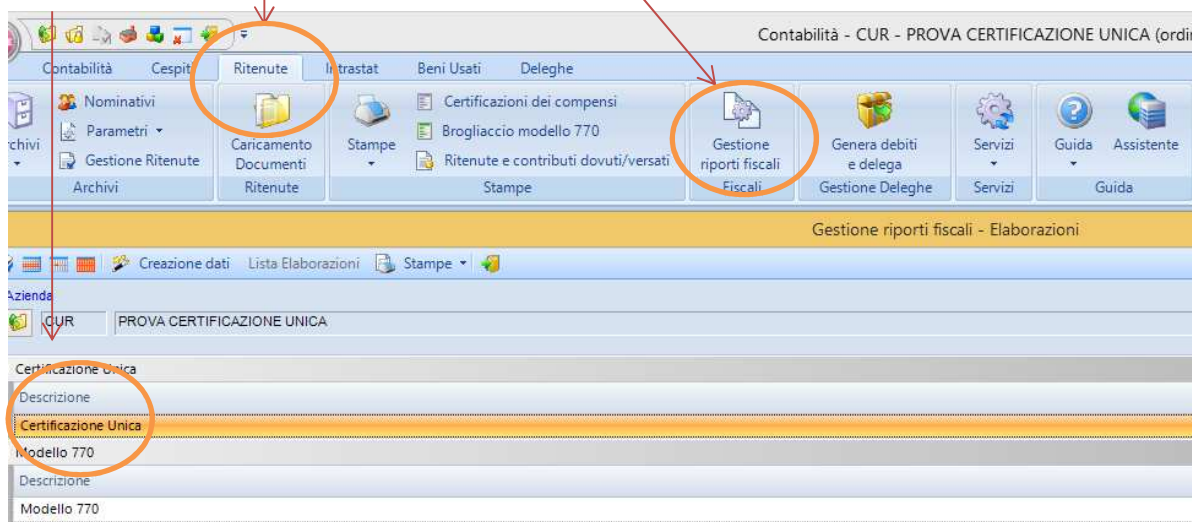 Contabilità - CUR - PROVA CERTIFICAZIONE UNICA
Contabilità Cespiti Ritenute Intrastat Beni Usati Deleghe
Nominativi
Parametri
Gestione Ritenute
Archivi
Caricamento Documenti
Ritenute
Stampe
Certificazioni dei compensi
Brogliaccio modello 770
Ritenute e contributi dovuti/versati
Stampe
Gestione riporti fiscali
Fiscali
Genera debiti e delega
Gestione Deleghe
Servizi
Servizi
Guida Assistente
Guida
Gestione riporti fiscali - Elaborazioni
Creazione dati Lista Elaborazioni Stampe
Azienda
CUR PROVA CERTIFICAZIONE UNICA
Certificazione Unica
Descrizione
Certificazione Unica
Modello 770
Descrizione
Modello 770